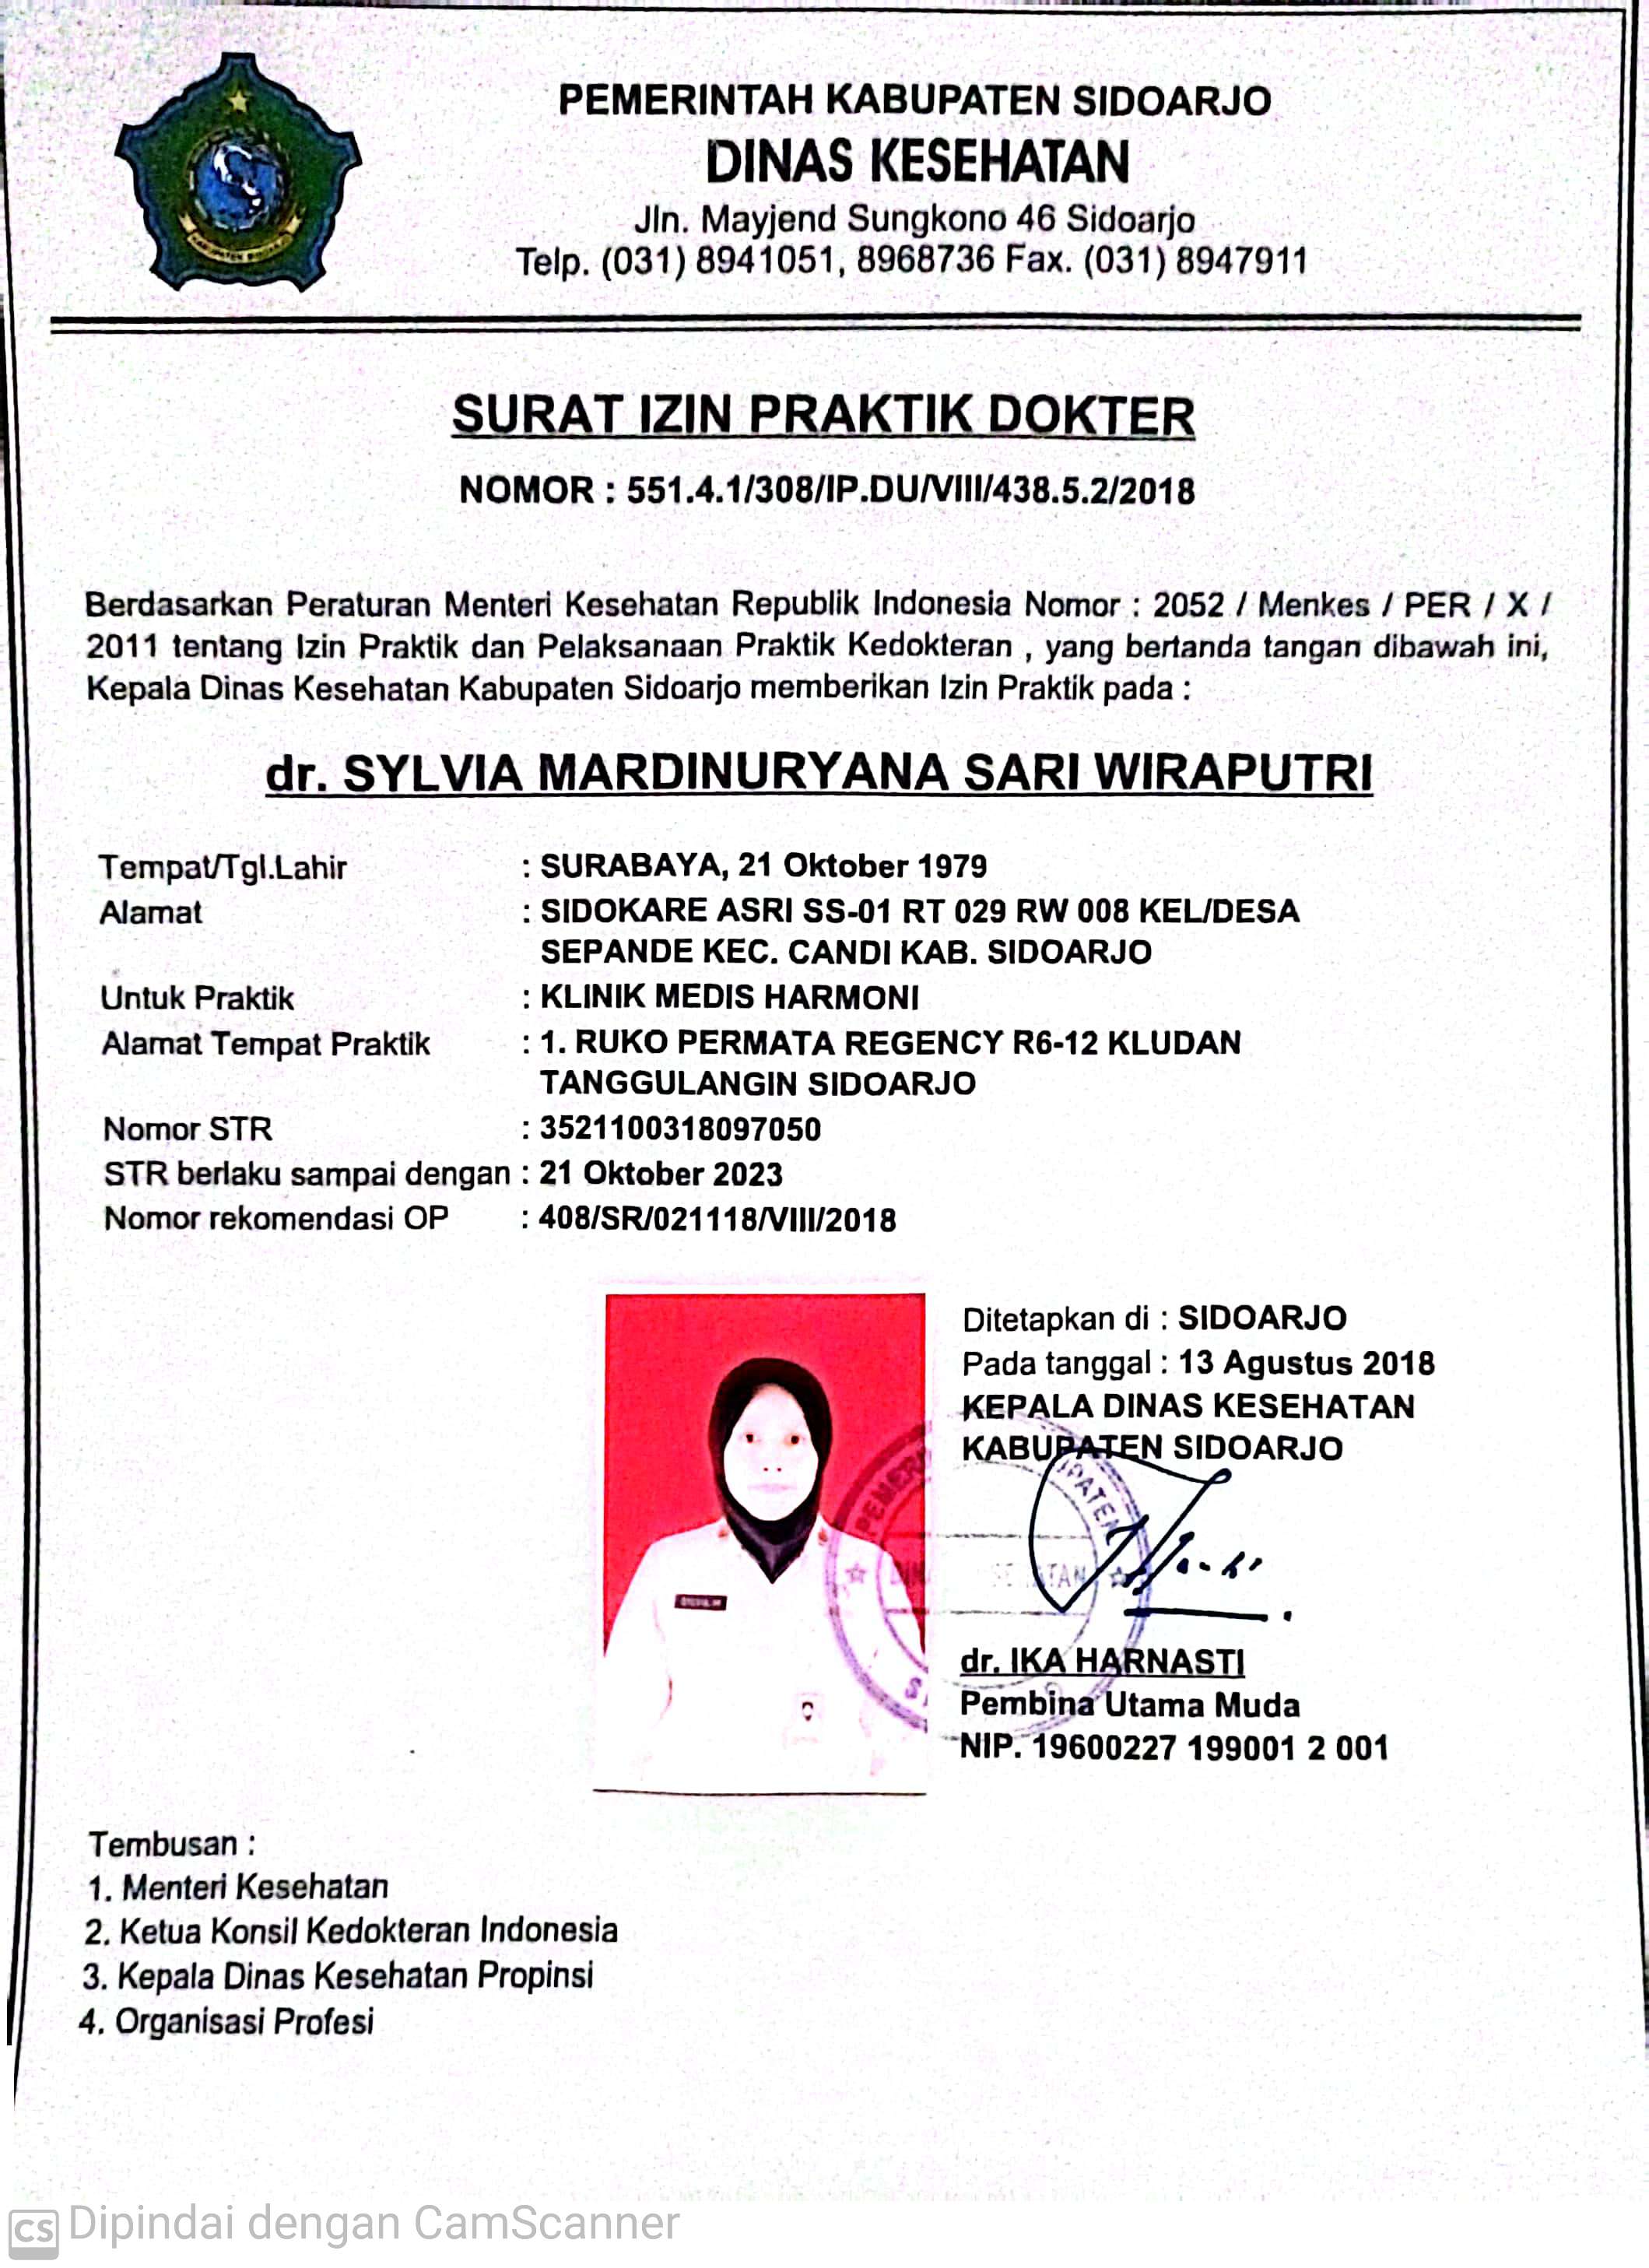 PEMERINTAH KABUPATEN SIDOARJO
DINAS KESEHATAN
Jln. Mayjend Sungkono 46 Sidoarjo
Telp. (031) 8941051, 8968736 Fax. (031) 8947911
SURAT IZIN PRAKTIK DOKTER
NOMOR : 551.4.1/308/IP.DU/VIII/438.5.2/2018
Berdasarkan Peraturan Menteri Kesehatan Republik Indonesia Nomor : 2052 / Menkes / PER / X /
2011 tentang Izin Praktik dan Pelaksanaan Praktik Kedokteran , yang bertanda tangan dibawah ini,
Kepala Dinas Kesehatan Kabupaten Sidoarjo memberikan Izin Praktik pada :
dr. SYLVIA MARDINURYANA SARI WIRAPUTRI
Tempat/Tgl.Lahir : SURABAYA, 21 Oktober 1979
Alamat : SIDOKARE ASRI SS-01 RT 029 RW 008 KEL/DESA
SEPANDE KEC. CANDI KAB. SIDOARJO
Untuk Praktik : KLINIK MEDIS HARMONI
Alamat Tempat Praktik : 1. RUKO PERMATA REGENCY R6-12 KLUDAN
TANGGULANGIN SIDOARJO
Nomor STR : 3521100318097050
STR berlaku sampai dengan : 21 Oktober 2023
Nomor rekomendasi OP : 408/SR/021118/VIII/2018
Ditetapkan di : SIDOARJO
Pada tanggal : 13 Agustus 2018
KEPALA DINAS KESEHATAN
KABUPATEN SIDOARJO
dr. IKA HARNASTI
Pembina Utama Muda
NIP. 19600227 199001 2 001
Tembusan :
1. Menteri Kesehatan
2. Ketua Konsil Kedokteran Indonesia
3. Kepala Dinas Kesehatan Propinsi
4. Organisasi Profesi
CS Dipindai dengan CamScanner